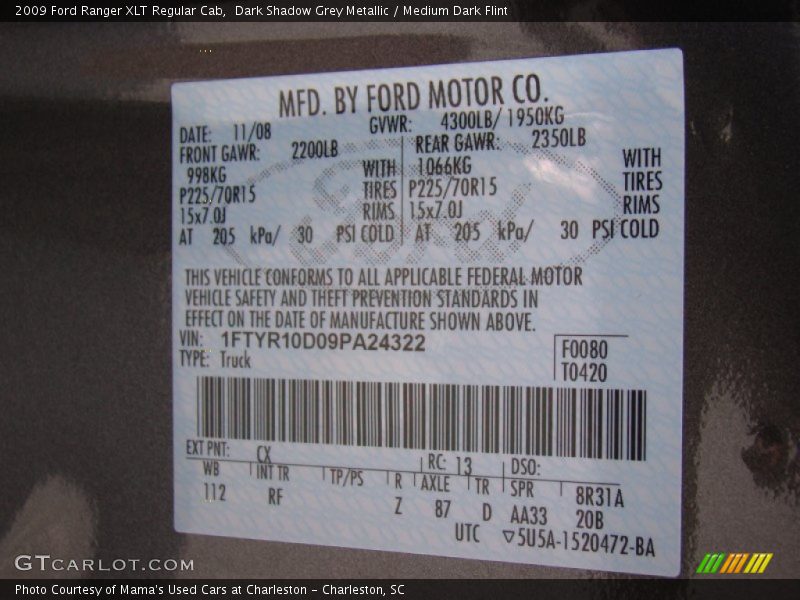 2009 Ford Ranger XLT Regular Cab,  Dark Shadow Grey Metallic / Medium Dark Flint
MFD. BY FORD MOTOR CO.
DATE: 11/08 GVWR: 4300LB/ 1950KG
FRONT GAWR: 2200LB REAR GAWR: 2350LB
998KG WITH 1066KG WITH
P225/70R15 TIRES P225/70R15 TIRES
15x7.0J RIMS 15x7.0J RIMS
AT 205 kPa/ 30 PSI COLD AT 205 kPa/ 30 PSI COLD
THIS VEHICLE CONFORMS TO ALL APPLICABLE FEDERAL MOTOR
VEHICLE SAFETY AND THEFT PREVENTION STANDARDS IN
EFFECT ON THE DATE OF MANUFACTURE SHOWN ABOVE.
VIN: 1FTYR10D09PA24322 F0080
TYPE: Truck T0420
EXT PNT: CX RC: 13 DSO:
WB INT TR TP/PS R AXLE TR SPR 8R31A
112 RF Z 87 D AA33 20B
UTC ▽5U5A-1520472-BA
GTCARLOT.COM
Photo Courtesy of Mama's Used Cars at Charleston – Charleston, SC